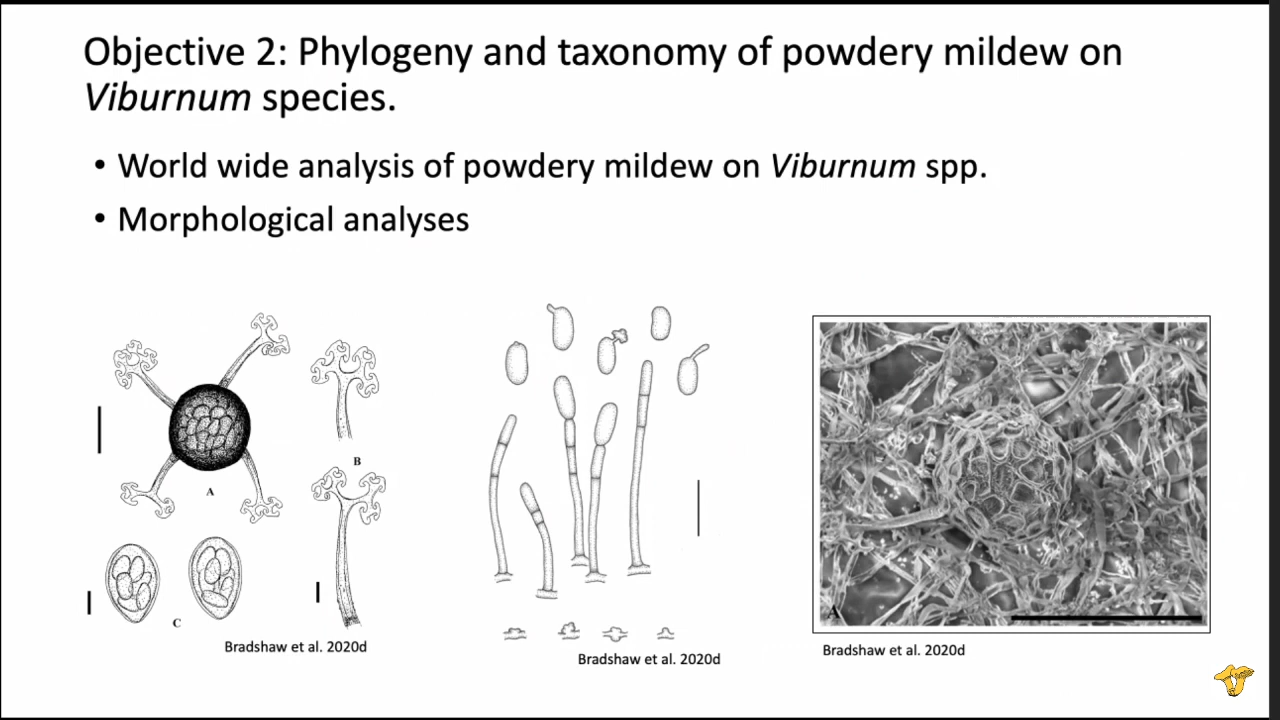 Objective 2: Phylogeny and taxonomy of powdery mildew on
Viburnum species.
• World wide analysis of powdery mildew on Viburnum spp.
• Morphological analyses
A
B
C
Bradshaw et al. 2020d
Bradshaw et al. 2020d
A
Bradshaw et al. 2020d